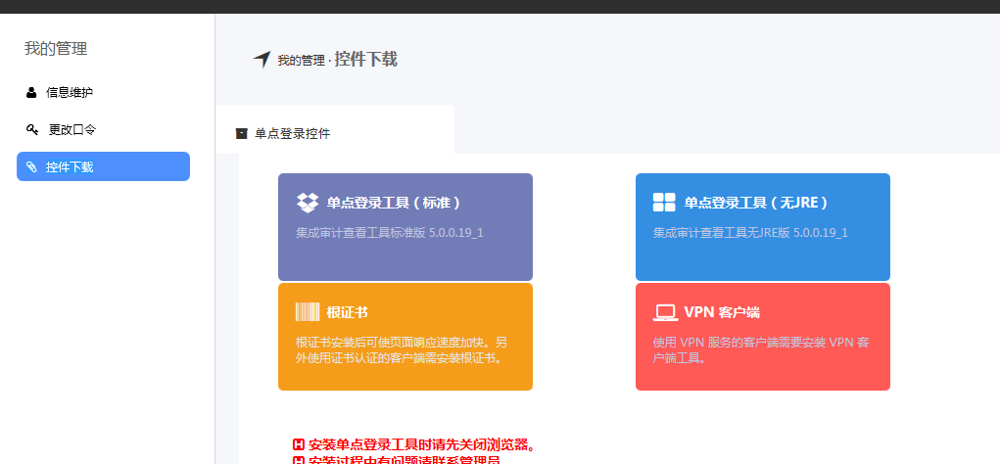 我的管理
信息维护
更改口令
控件下载
我的管理 · 控件下载
单点登录控件
单点登录工具（标准）
集成审计查看工具标准版 5.0.0.19_1
单点登录工具（无JRE）
集成审计查看工具无JRE版 5.0.0.19_1
根证书
根证书安装后可使页面响应速度加快。另
外使用证书认证的客户端需安装根证书。
VPN 客户端
使用 VPN 服务的客户端需要安装 VPN 客
户端工具。
安装单点登录工具时请先关闭浏览器。
安装过程中有问题请联系管理员